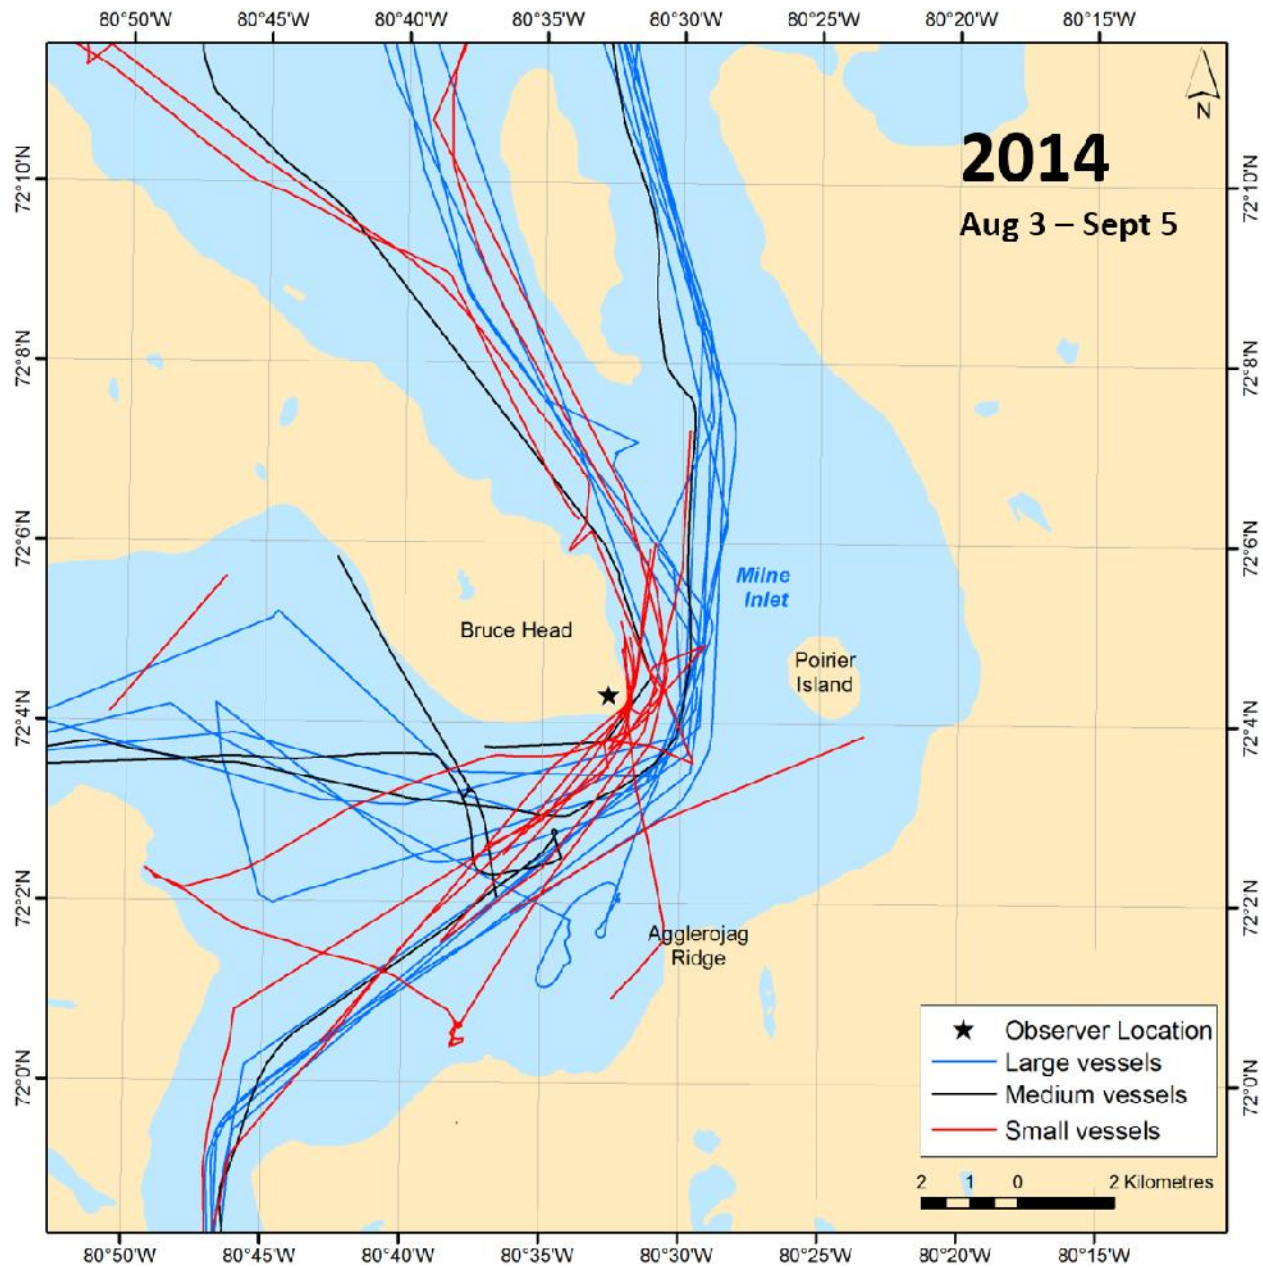 80°50'W 80°45'W 80°40'W 80°35'W 80°30'W 80°25'W 80°20'W 80°15'W
N
2014
Aug 3 – Sept 5
72°10'N 72°10'N
72°8'N 72°8'N
72°6'N 72°6'N
Milne
Inlet
Bruce Head
Poirier
Island
72°4'N 72°4'N
72°2'N 72°2'N
Agglerojag
Ridge
Observer Location
Large vessels
Medium vessels
Small vessels
72°0'N 72°0'N
2 1 0 2 Kilometres
80°50'W 80°45'W 80°40'W 80°35'W 80°30'W 80°25'W 80°20'W 80°15'W